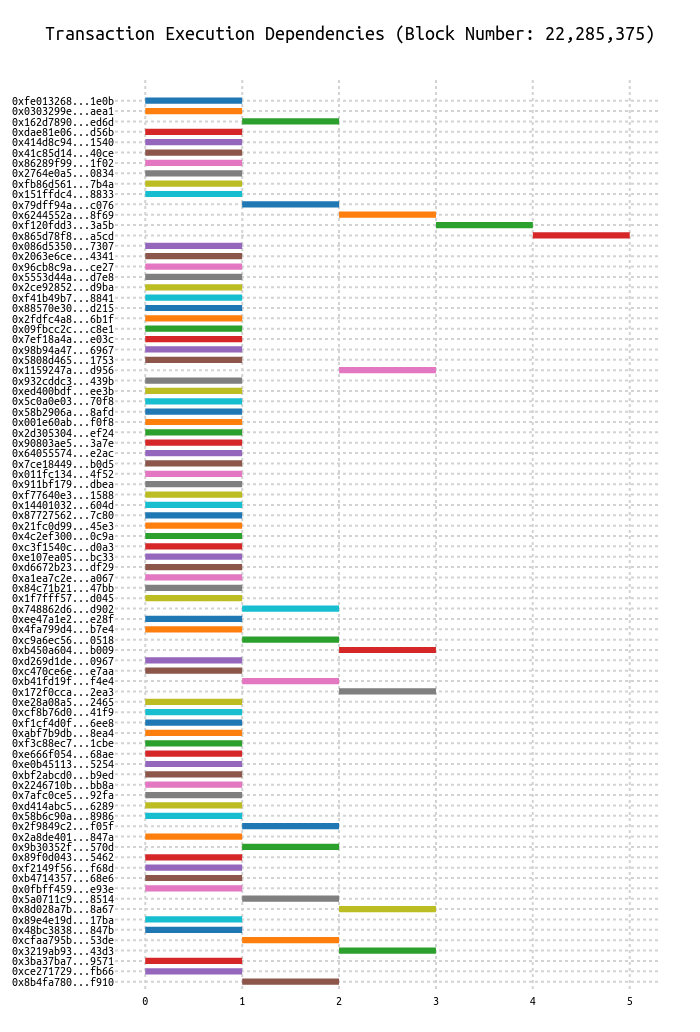 Transaction Execution Dependencies (Block Number: 22,285,375)
0xfe013268...1e0b
0x0303299e...aea1
0x162d7890...ed6d
0xdae81e06...d56b
0x414d8c94...1540
0x41c85d14...40ce
0x86289f99...1f02
0x2764e0a5...0834
0xfb86d561...7b4a
0x151ffdc4...8833
0x79dff94a...c076
0x6244552a...8f69
0xf120fdd3...3a5b
0x865d78f8...a5cd
0x086d5350...7307
0x2063e6ce...4341
0x96cb8c9a...ce27
0x5553d44a...d7e8
0x2ce92852...d9ba
0xf41b49b7...8841
0x88570e30...d215
0x2fdfc4a8...6b1f
0x09fbcc2c...c8e1
0x7ef18a4a...e03c
0x98b94a47...6967
0x5808d465...1753
0x1159247a...d956
0x932cddc3...439b
0xed400bdf...ee3b
0x5c0a0e03...70f8
0x58b2906a...8afd
0x001e60ab...f0f8
0x2d305304...ef24
0x90803ae5...3a7e
0x64055574...e2ac
0x7ce18449...b0d5
0x011fc134...4f52
0x911bf179...dbea
0xf77640e3...1588
0x14401032...604d
0x87727562...7c80
0x21fc0d99...45e3
0x4c2ef300...0c9a
0xc3f1540c...d0a3
0xe107ea05...bc33
0xd6672b23...df29
0xa1ea7c2e...a067
0x84c71b21...47bb
0x1f7fff57...d045
0x748862d6...d902
0xee47a1e2...e28f
0x4fa799d4...b7e4
0xc9a6ec56...0518
0xb450a604...b009
0xd269d1de...0967
0xc470ce6e...e7aa
0xb41fd19f...f4e4
0x172f0cca...2ea3
0xe28a08a5...2465
0xcf8b76d0...41f9
0xf1cf4d0f...6ee8
0xabf7b9db...8ea4
0xf3c88ec7...1cbe
0xe666f054...68ae
0xe0b45113...5254
0xbf2abcd0...b9ed
0x2246710b...bb8a
0x7afc0ce5...92fa
0xd414abc5...6289
0x58b6c90a...8986
0x2f9849c2...f05f
0x2a8de401...847a
0x9b30352f...570d
0x89f0d043...5462
0xf2149f56...f68d
0xb4714357...68e6
0x0fbff459...e93e
0x5a0711c9...8514
0x8d028a7b...8a67
0x89e4e19d...17ba
0x48bc3838...847b
0xcfaa795b...53de
0x3219ab93...43d3
0x3ba37ba7...9571
0xce271729...fb66
0x8b4fa780...f910
0 1 2 3 4 5